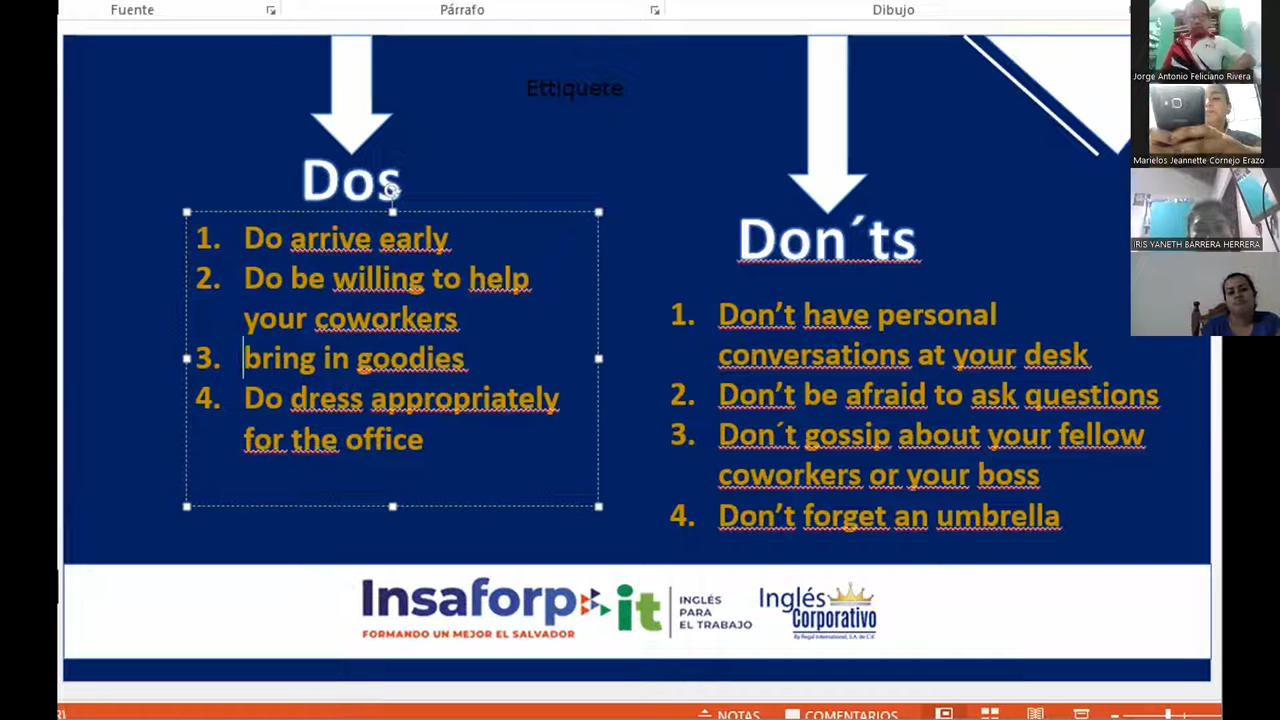 Fuente Párrafo Dibujo
Ettiquete
Dos
1. Do arrive early
2. Do be willing to help
your coworkers
3. bring in goodies
4. Do dress appropriately
for the office
Don´ts
1. Don't have personal
conversations at your desk
2. Don't be afraid to ask questions
3. Don´t gossip about your fellow
coworkers or your boss
4. Don't forget an umbrella
Insaforp
FORMANDO UN MEJOR EL SALVADOR
it
INGLÉS
PARA
EL TRABAJO
Inglés
Corporativo
By Regal International, S.A. de C.V.
Jorge Antonio Feliciano Rivera
Marielos Jeannette Cornejo Erazo
IRIS YANETH BARRERA HERRERA
NOTAS COMENTARIOS